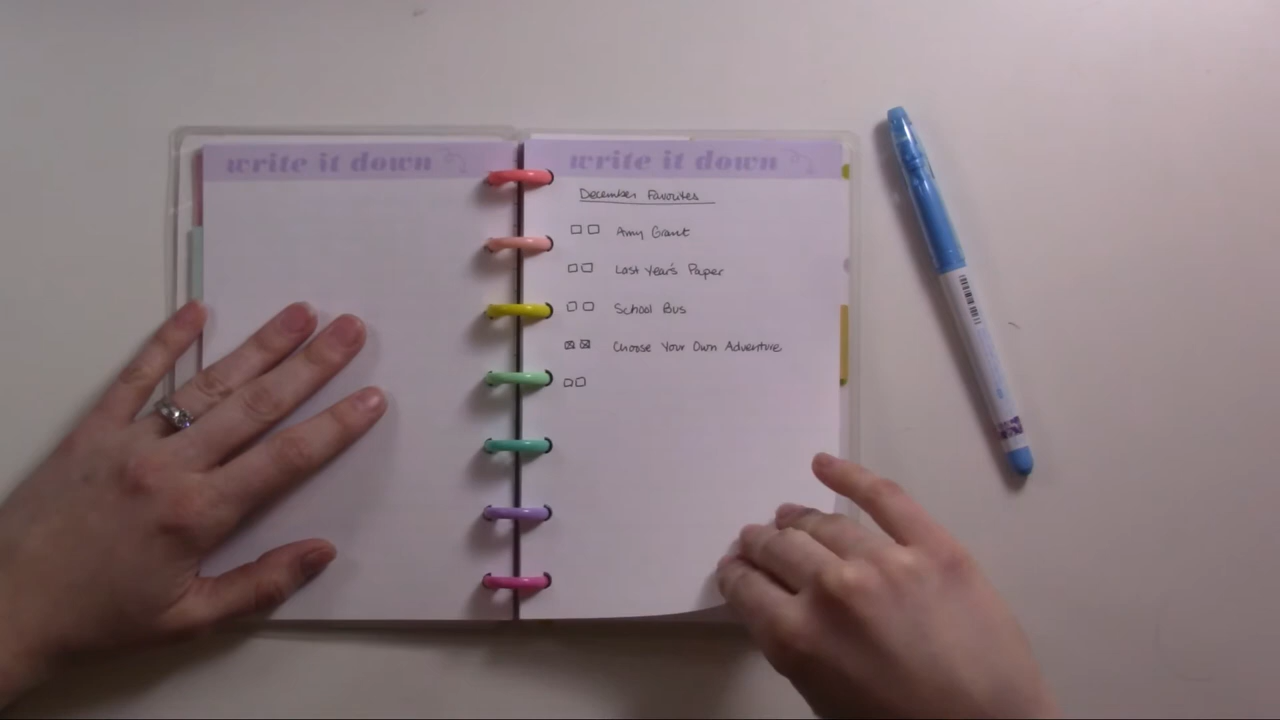 write it down
write it down
December Favorites
Amy Grant
Last Year's Paper
School Bus
Choose Your Own Adventure